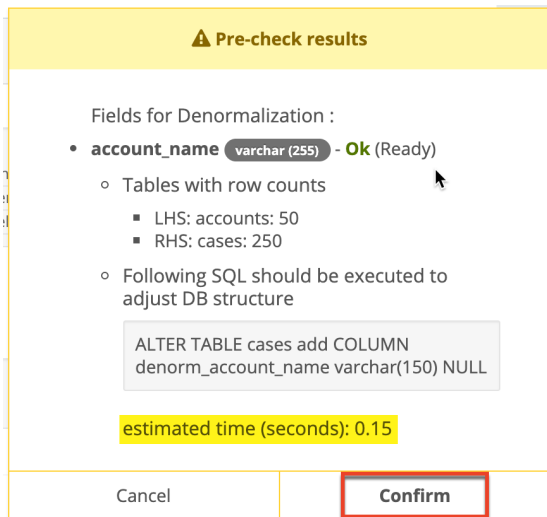 Pre-check results
Fields for Denormalization :
account_name varchar (255) - Ok (Ready)
Tables with row counts
LHS: accounts: 50
RHS: cases: 250
Following SQL should be executed to
adjust DB structure
ALTER TABLE cases add COLUMN
denorm_account_name varchar(150) NULL
estimated time (seconds): 0.15
Cancel
Confirm